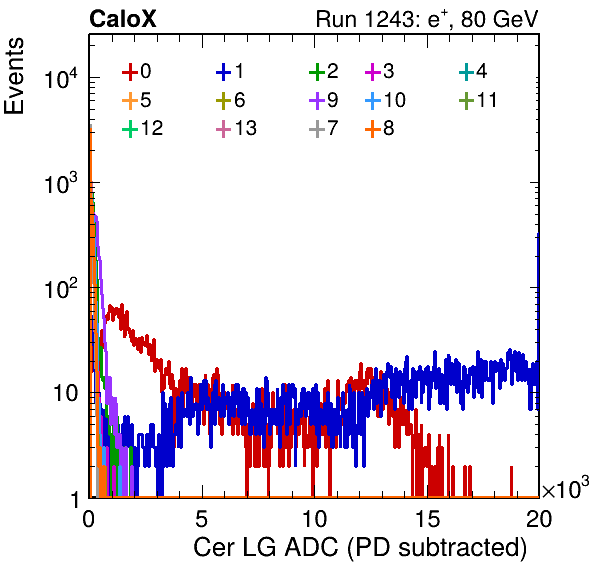 CaloX Run 1243: e⁺, 80 GeV
Events
10⁴
10³
10²
10
1
0 1 2 3 4
5 6 9 10 11
12 13 7 8
0 5 10 15 20 ×10³
Cer LG ADC (PD subtracted)